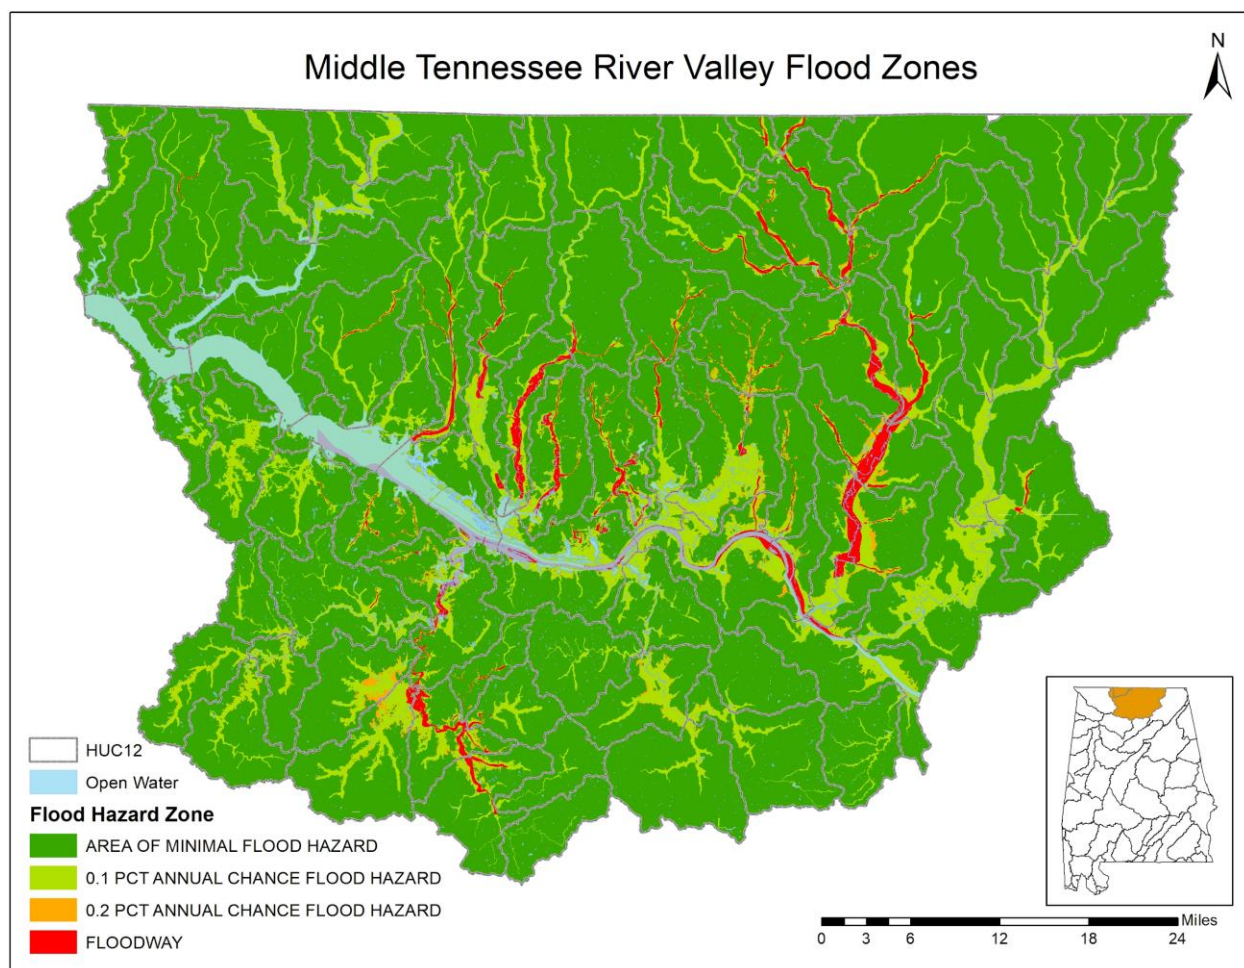 Middle Tennessee River Valley Flood Zones
N
HUC12
Open Water
Flood Hazard Zone
AREA OF MINIMAL FLOOD HAZARD
0.1 PCT ANNUAL CHANCE FLOOD HAZARD
0.2 PCT ANNUAL CHANCE FLOOD HAZARD
FLOODWAY
Miles
0 3 6 12 18 24